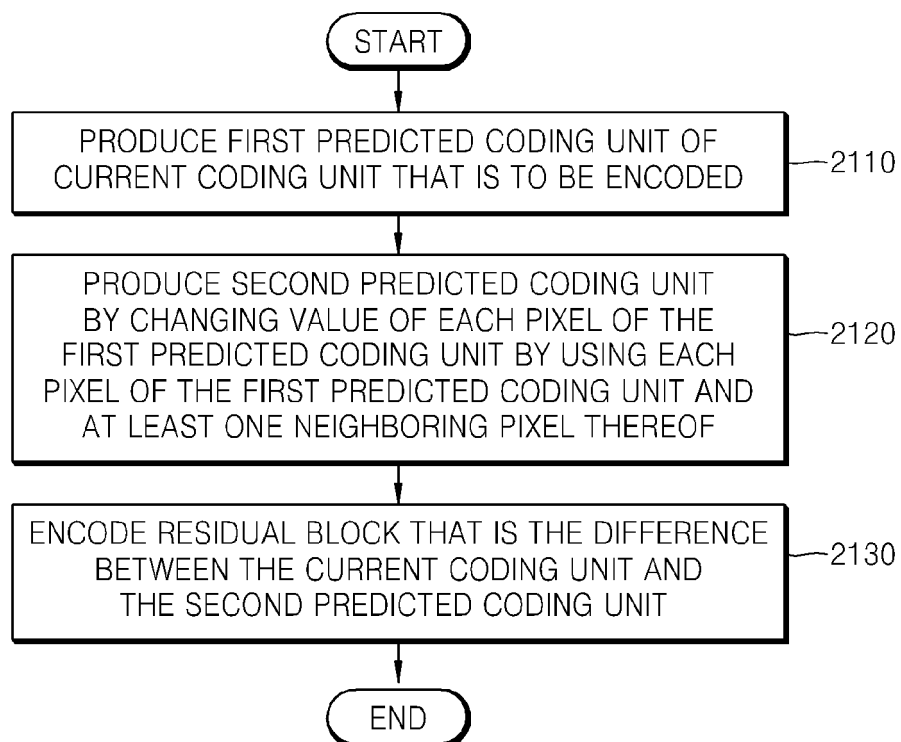 START
PRODUCE FIRST PREDICTED CODING UNIT OF
CURRENT CODING UNIT THAT IS TO BE ENCODED
2110
PRODUCE SECOND PREDICTED CODING UNIT
BY CHANGING VALUE OF EACH PIXEL OF THE
FIRST PREDICTED CODING UNIT BY USING EACH
PIXEL OF THE FIRST PREDICTED CODING UNIT AND
AT LEAST ONE NEIGHBORING PIXEL THEREOF
2120
ENCODE RESIDUAL BLOCK THAT IS THE DIFFERENCE
BETWEEN THE CURRENT CODING UNIT AND
THE SECOND PREDICTED CODING UNIT
2130
END